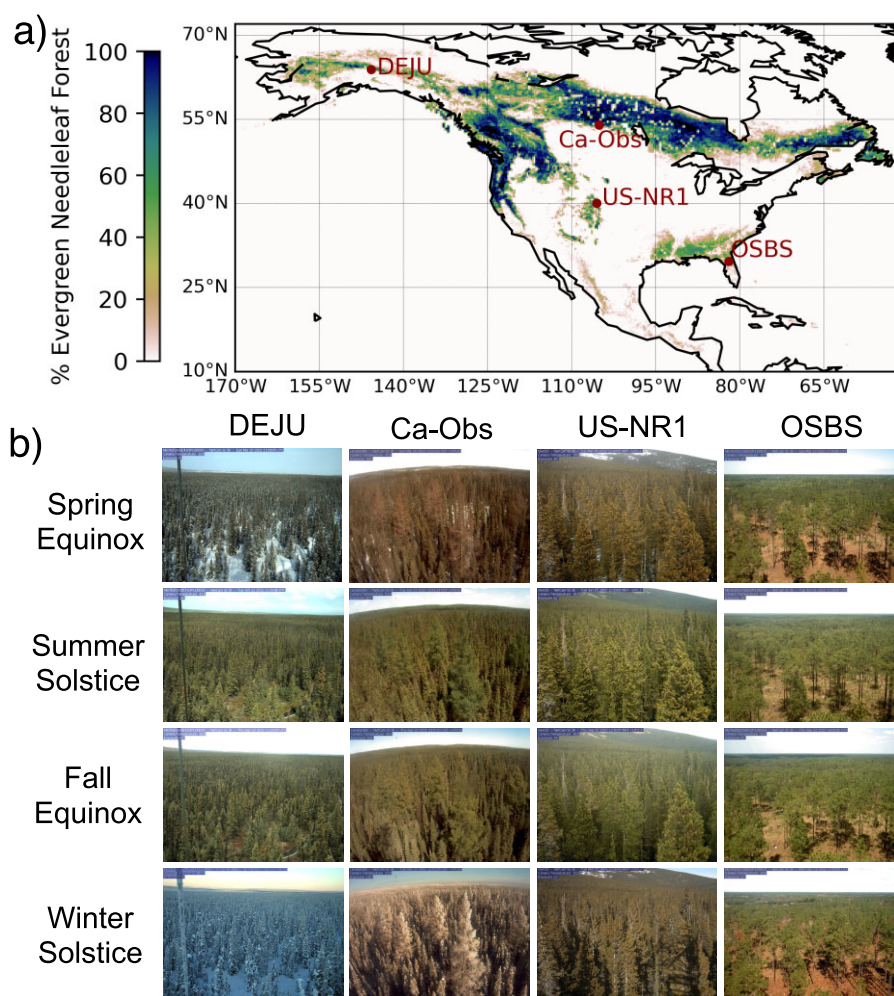 a)
% Evergreen Needleleaf Forest
100
80
60
40
20
0
70°N
55°N
40°N
25°N
10°N
170°W 155°W 140°W 125°W 110°W 95°W 80°W 65°W
DEJU
Ca-Obs
US-NR1
OSBS
b)
DEJU Ca-Obs US-NR1 OSBS
Spring
Equinox
Summer
Solstice
Fall
Equinox
Winter
Solstice